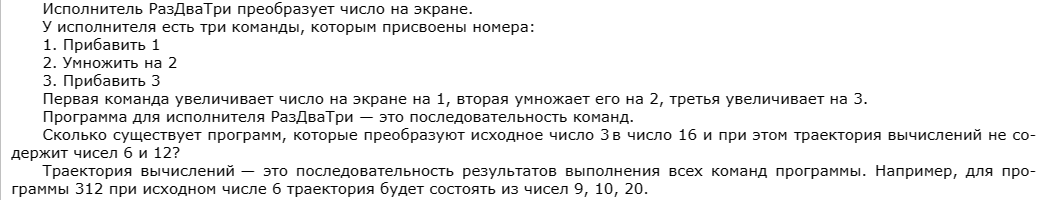 Исполнитель РазДваТри преобразует число на экране.
У исполнителя есть три команды, которым присвоены номера:
1. Прибавить 1
2. Умножить на 2
3. Прибавить 3
Первая команда увеличивает число на экране на 1, вторая умножает его на 2, третья увеличивает на 3.
Программа для исполнителя РазДваТри — это последовательность команд.
Сколько существует программ, которые преобразуют исходное число 3 в число 16 и при этом траектория вычислений не со-
держит чисел 6 и 12?
Траектория вычислений — это последовательность результатов выполнения всех команд программы. Например, для про-
граммы 312 при исходном числе 6 траектория будет состоять из чисел 9, 10, 20.